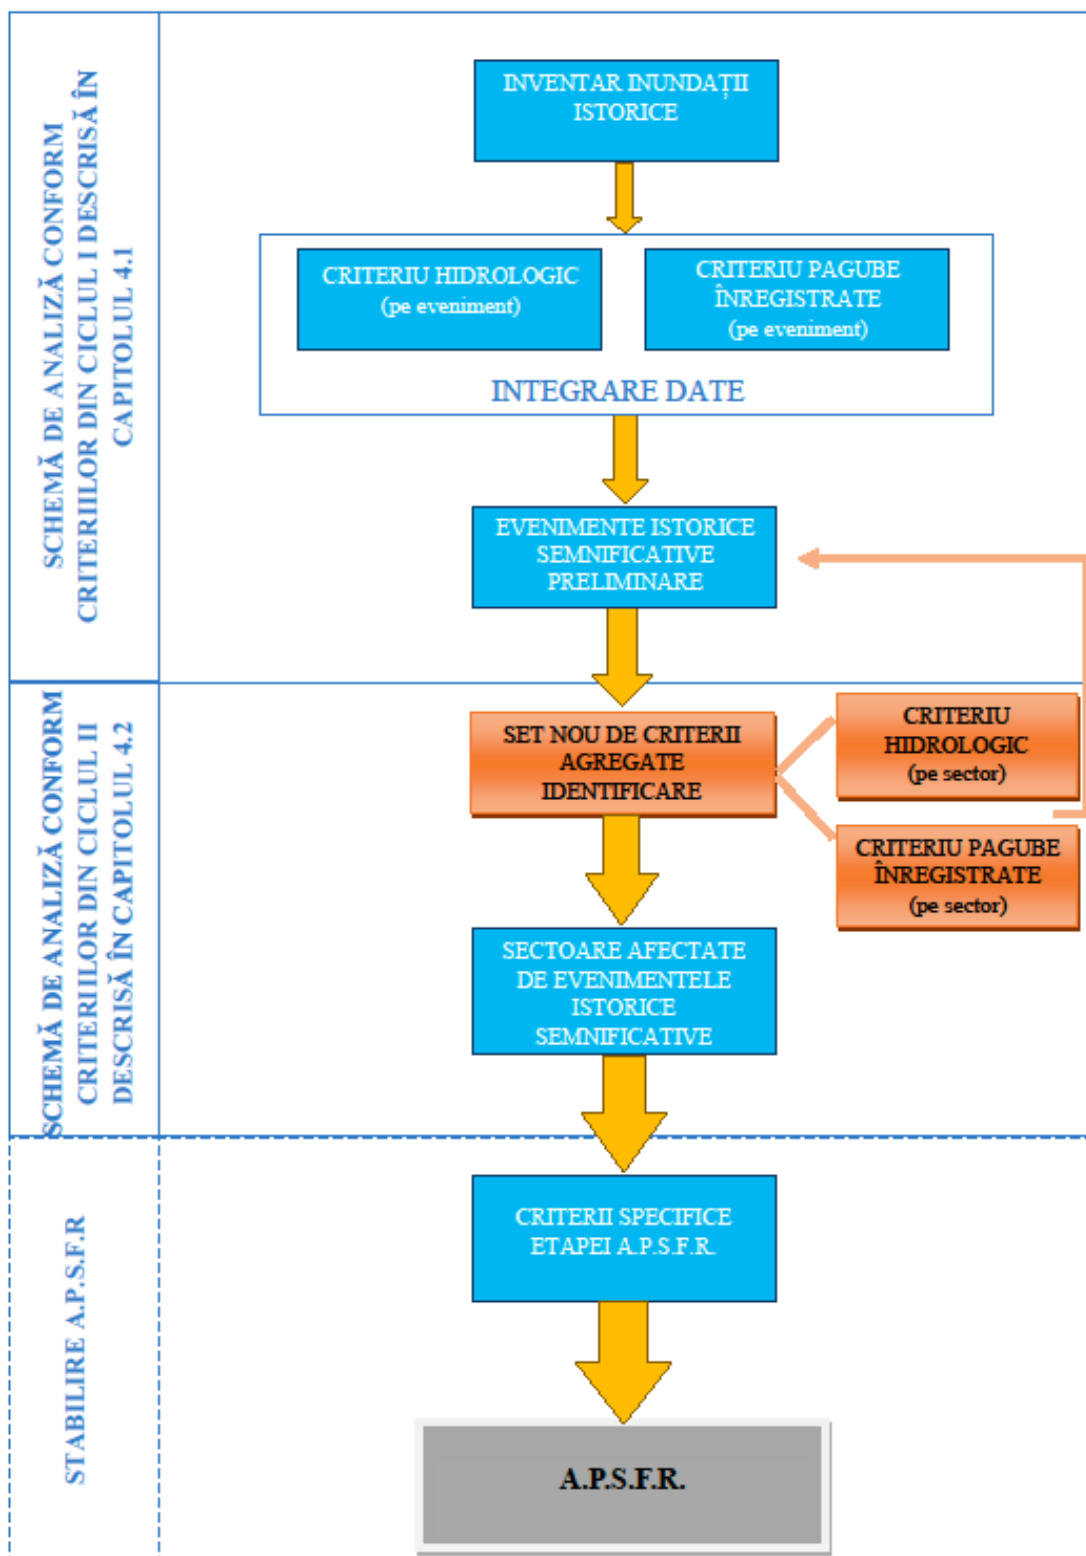 SCHEMĂ DE ANALIZĂ CONFORM
CRITERIILOR DIN CICLUL I DESCRISĂ ÎN
CAPITOLUL 4.1
INVENTAR INUNDAȚII
ISTORICE
CRITERIU HIDROLOGIC
(pe eveniment)
CRITERIU PAGUBE
ÎNREGISTRATE
(pe eveniment)
INTEGRARE DATE
EVENIMENTE ISTORICE
SEMNIFICATIVE
PRELIMINARE
SCHEMĂ DE ANALIZĂ CONFORM
CRITERIILOR DIN CICLUL II
DESCRISĂ ÎN CAPITOLUL 4.2
SET NOU DE CRITERII
AGREGATE
IDENTIFICARE
CRITERIU
HIDROLOGIC
(pe sector)
CRITERIU PAGUBE
ÎNREGISTRATE
(pe sector)
SECTOARE AFECTATE
DE EVENIMENTELE
ISTORICE
SEMNIFICATIVE
STABILIRE A.P.S.F.R
CRITERII SPECIFICE
ETAPEI A.P.S.F.R.
A.P.S.F.R.